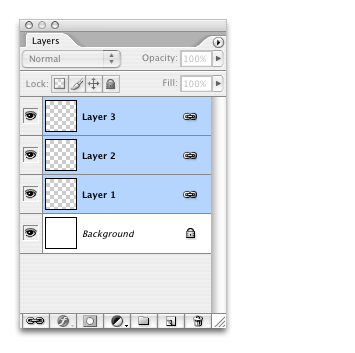 Layers
Normal Opacity: 100%
Lock: Fill: 100%
Layer 3
Layer 2
Layer 1
Background